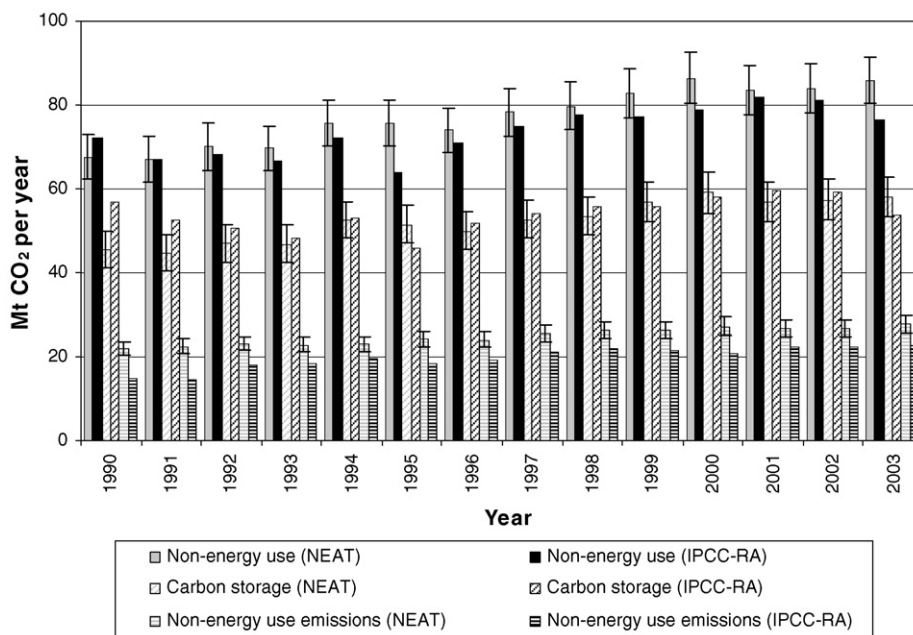 100
80
60
40
20
0
Mt CO₂ per year
1990 1991 1992 1993 1994 1995 1996 1997 1998 1999 2000 2001 2002 2003
Year
Non-energy use (NEAT) Non-energy use (IPCC-RA)
Carbon storage (NEAT) Carbon storage (IPCC-RA)
Non-energy use emissions (NEAT) Non-energy use emissions (IPCC-RA)